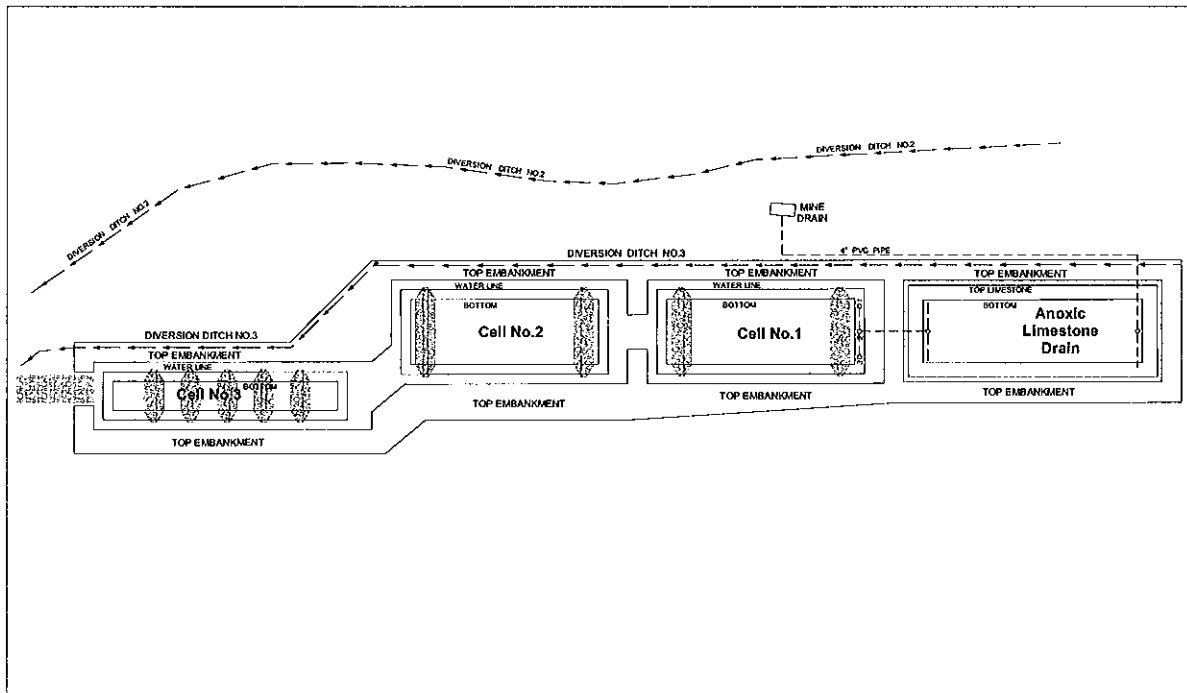 DIVERSION DITCH NO.2
DIVERSION DITCH NO.2
DIVERSION DITCH NO.2
MINE
DRAIN
4" PVC PIPE
DIVERSION DITCH NO.3
TOP EMBANKMENT
TOP EMBANKMENT
TOP EMBANKMENT
WATER LINE
WATER LINE
TOP LIMESTONE
BOTTOM
BOTTOM
BOTTOM
Cell No.2
Cell No.1
Anoxic
Limestone
Drain
DIVERSION DITCH NO.3
TOP EMBANKMENT
WATER LINE
BOTTOM
Cell No.3
TOP EMBANKMENT
TOP EMBANKMENT
TOP EMBANKMENT
TOP EMBANKMENT